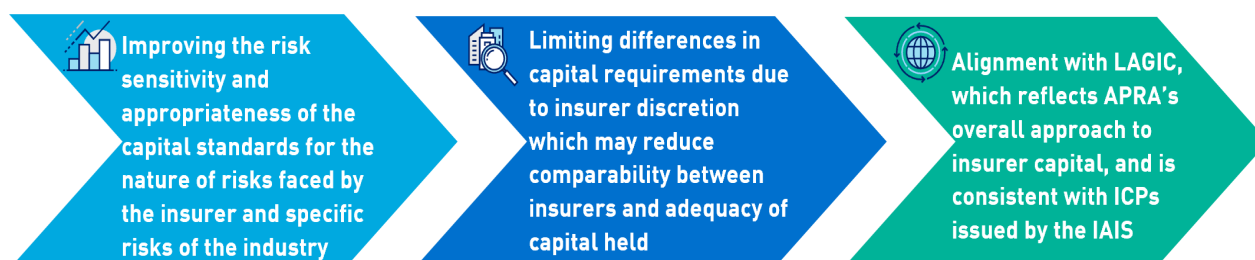 Improving the risk
sensitivity and
appropriateness of the
capital standards for the
nature of risks faced by
the insurer and specific
risks of the industry
Limiting differences in
capital requirements due
to insurer discretion
which may reduce
comparability between
insurers and adequacy of
capital held
Alignment with LAGIC,
which reflects APRA's
overall approach to
insurer capital, and is
consistent with ICPs
issued by the IAIS